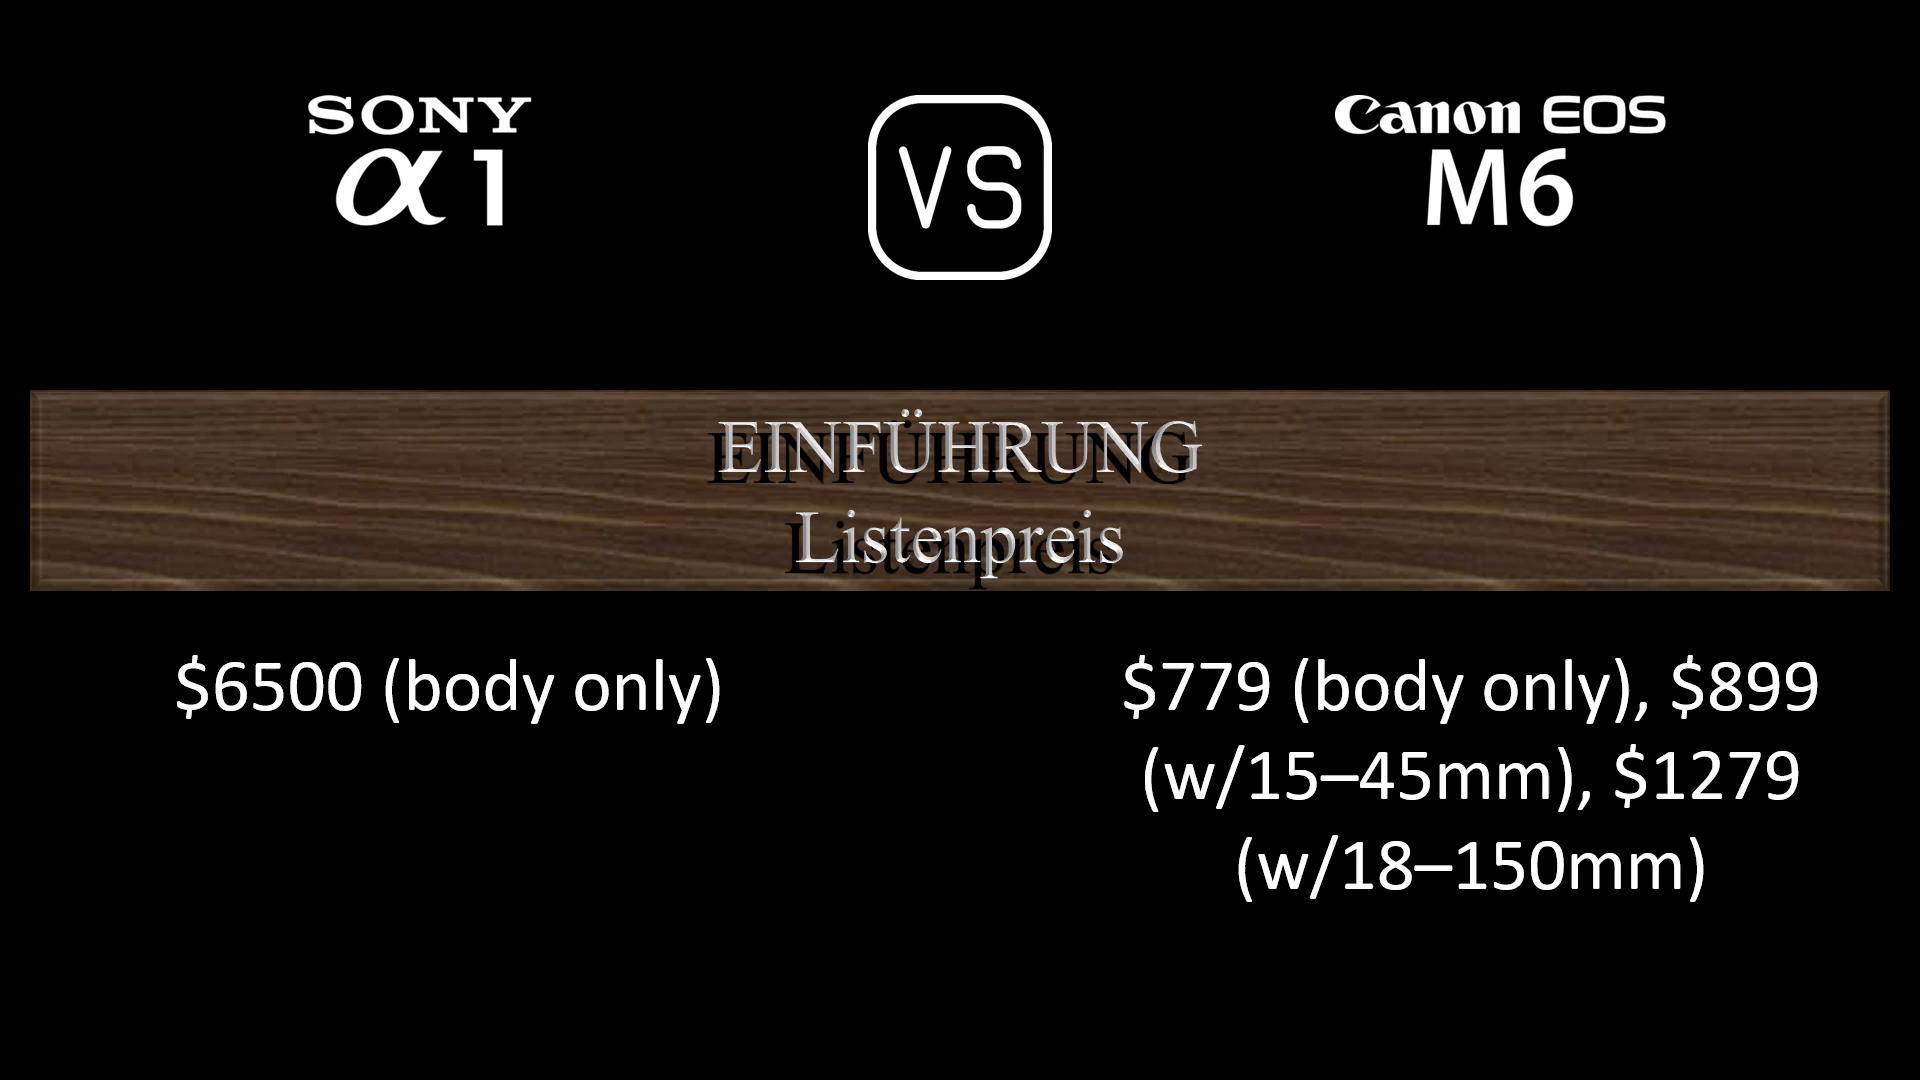 SONY
α1
VS
Canon EOS
M6
EINFÜHRUNG
Listenpreis
$6500 (body only)
$779 (body only), $899
(w/15–45mm), $1279
(w/18–150mm)